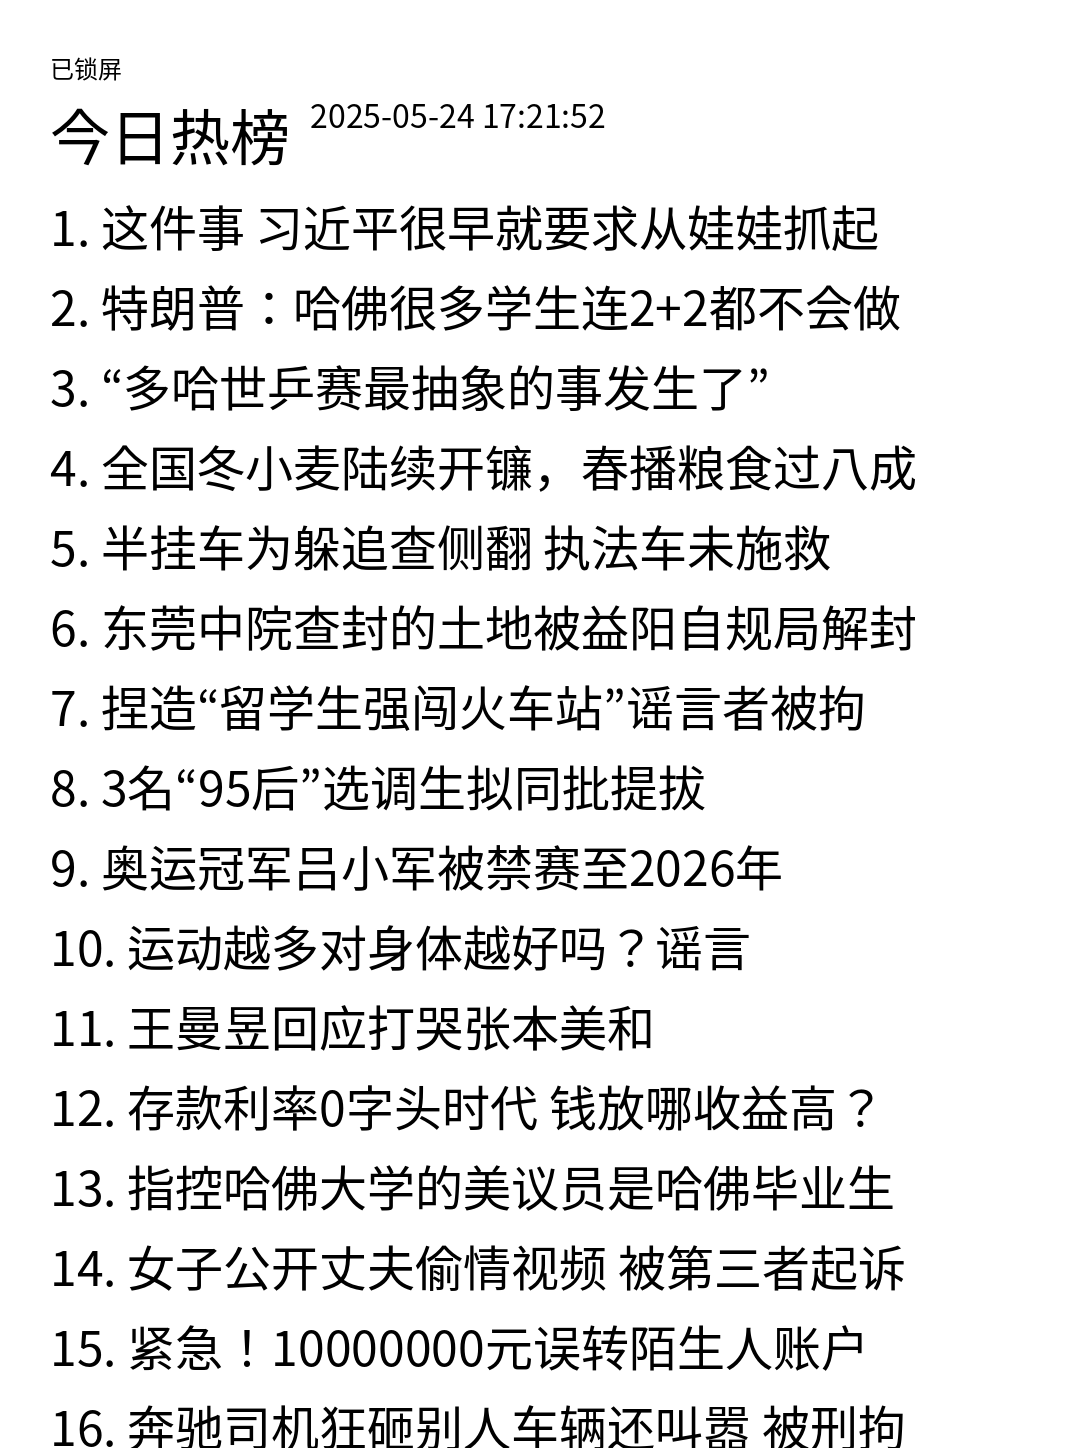 已锁屏
今日热榜 2025-05-24 17:21:52
1. 这件事 习近平很早就要求从娃娃抓起
2. 特朗普：哈佛很多学生连2+2都不会做
3. “多哈世乒赛最抽象的事发生了”
4. 全国冬小麦陆续开镰，春播粮食过八成
5. 半挂车为躲追查侧翻 执法车未施救
6. 东莞中院查封的土地被益阳自规局解封
7. 捏造“留学生强闯火车站”谣言者被拘
8. 3名“95后”选调生拟同批提拔
9. 奥运冠军吕小军被禁赛至2026年
10. 运动越多对身体越好吗？谣言
11. 王曼昱回应打哭张本美和
12. 存款利率0字头时代 钱放哪收益高？
13. 指控哈佛大学的美议员是哈佛毕业生
14. 女子公开丈夫偷情视频 被第三者起诉
15. 紧急！10000000元误转陌生人账户
16. 奔驰司机狂砸别人车辆还叫嚣 被刑拘